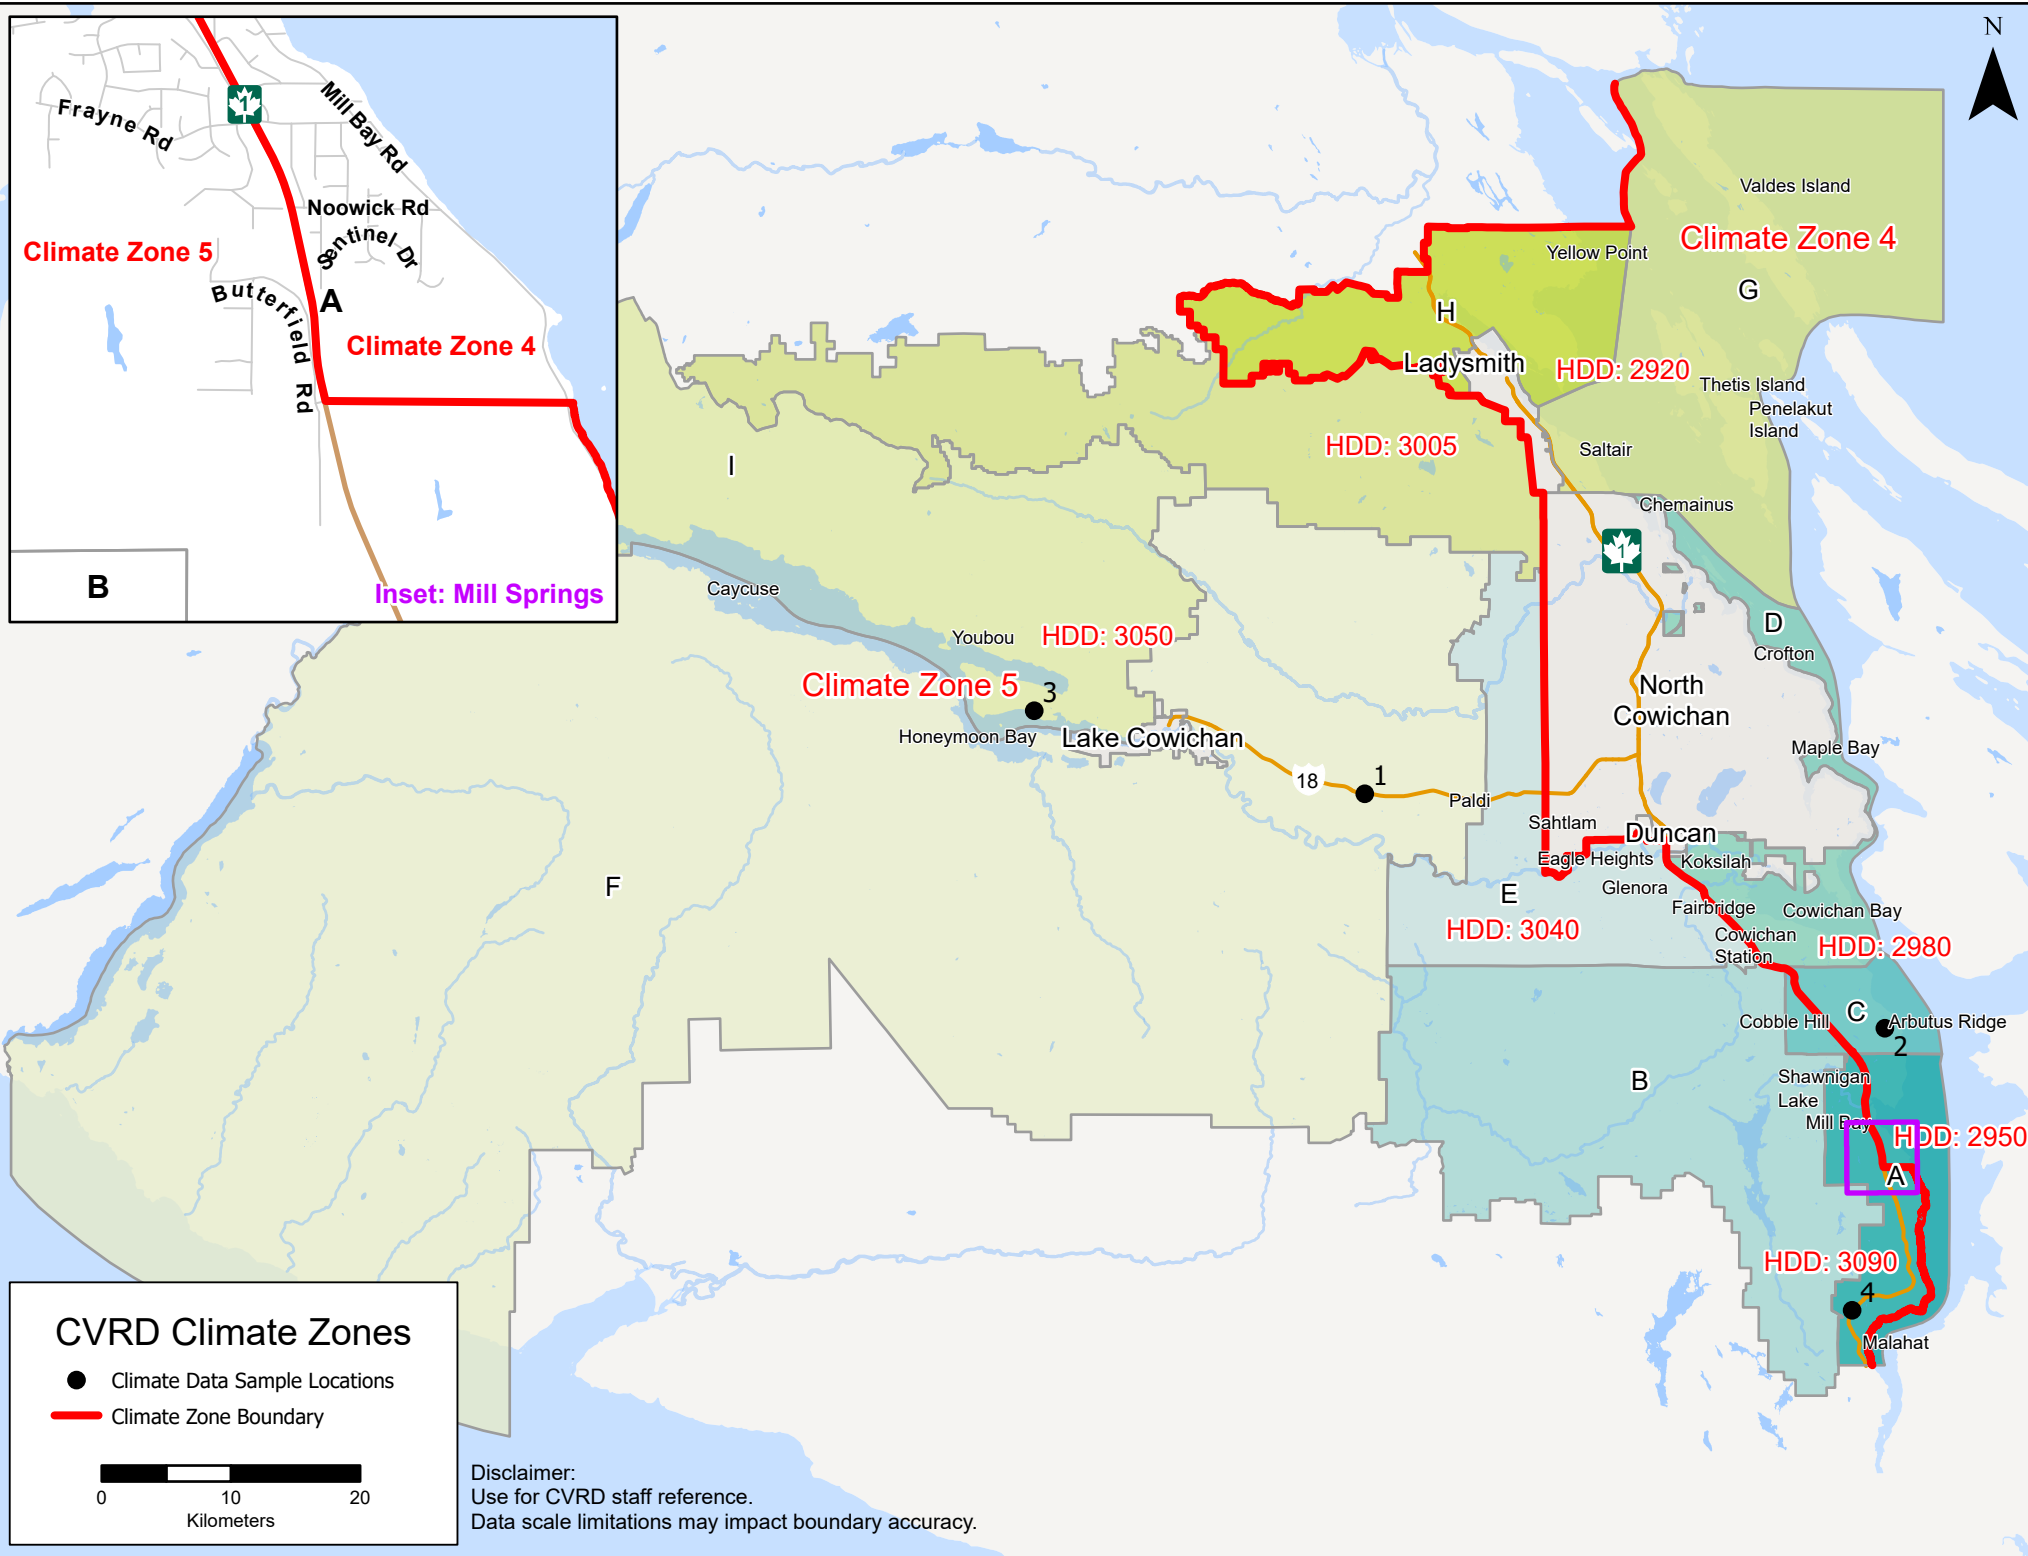 Frayne Rd
1
Mill Bay Rd
Noowick Rd
Sentinel Dr
Climate Zone 5
Butterfield Rd
A
Climate Zone 4
B
Inset: Mill Springs
N
Valdes Island
Climate Zone 4
Yellow Point
G
H
Ladysmith
HDD: 2920
Thetis Island
Penelakut
Island
HDD: 3005
Saltair
I
Chemainus
1
Caycuse
Youbou
HDD: 3050
D
Crofton
Climate Zone 5
3
North
Cowichan
Honeymoon Bay
Lake Cowichan
Maple Bay
18
1
Paldi
Sahtlam
Duncan
Eagle Heights
Koksilah
F
E
Glenora
Fairbridge
Cowichan Bay
HDD: 3040
Cowichan
Station
HDD: 2980
C
Cobble Hill
Arbutus Ridge
2
B
Shawnigan
Lake
Mill Bay
HDD: 2950
A
HDD: 3090
4
Malahat
CVRD Climate Zones
Climate Data Sample Locations
Climate Zone Boundary
0 10 20
Kilometers
Disclaimer:
Use for CVRD staff reference.
Data scale limitations may impact boundary accuracy.